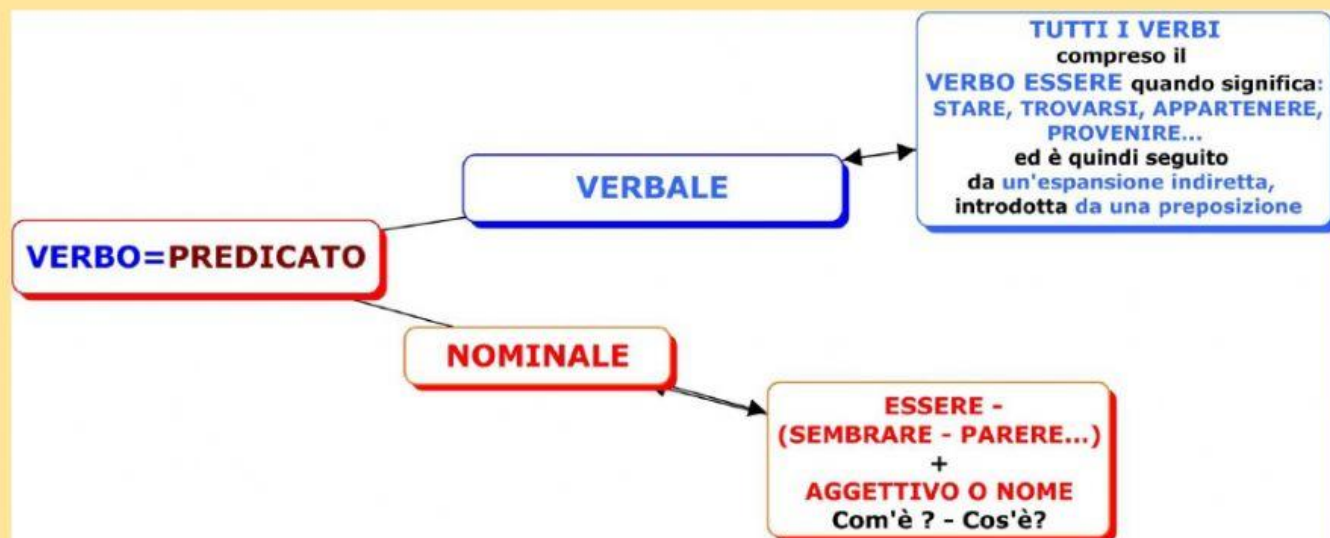 TUTTI I VERBI
compreso il
VERBO ESSERE quando significa:
STARE, TROVARSI, APPARTENERE,
PROVENIRE...
ed è quindi seguito
da un'espansione indiretta,
introdotta da una preposizione
VERBALE
VERBO=PREDICATO
NOMINALE
ESSERE -
(SEMBRARE - PARERE...)
+
AGGETTIVO O NOME
Com'è ? - Cos'è?